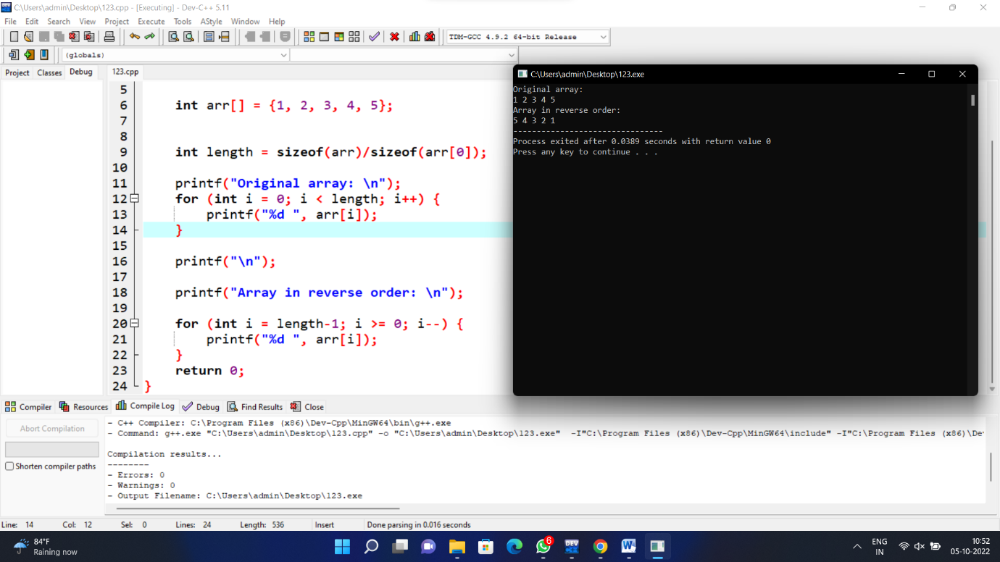 C:\Users\admin\Desktop\123.cpp - [Executing] - Dev-C++ 5.11
File Edit Search View Project Execute Tools AStyle Window Help
TDM-GCC 4.9.2 64-bit Release
(globals)
Project Classes Debug 123.cpp
5
6 int arr[] = {1, 2, 3, 4, 5};
7
8
9 int length = sizeof(arr)/sizeof(arr[0]);
10
11 printf("Original array: \n");
12 for (int i = 0; i < length; i++) {
13 printf("%d ", arr[i]);
14 }
15
16 printf("\n");
17
18 printf("Array in reverse order: \n");
19
20 for (int i = length-1; i >= 0; i--) {
21 printf("%d ", arr[i]);
22 }
23 return 0;
24 }
C:\Users\admin\Desktop\123.exe
Original array:
1 2 3 4 5
Array in reverse order:
5 4 3 2 1
--------------------------------
Process exited after 0.0389 seconds with return value 0
Press any key to continue . . .
Compiler Resources Compile Log Debug Find Results Close
Abort Compilation
Shorten compiler paths
- C++ Compiler: C:\Program Files (x86)\Dev-Cpp\MinGW64\bin\g++.exe
- Command: g++.exe "C:\Users\admin\Desktop\123.cpp" -o "C:\Users\admin\Desktop\123.exe" -I"C:\Program Files (x86)\Dev-Cpp\MinGW64\include" -I"C:\Program Files (x86)\De
Compilation results...
--------
- Errors: 0
- Warnings: 0
- Output Filename: C:\Users\admin\Desktop\123.exe
Line: 14 Col: 12 Sel: 0 Lines: 24 Length: 536 Insert Done parsing in 0.016 seconds
84°F
Raining now
6
DEV
ENG
IN
10:52
05-10-2022